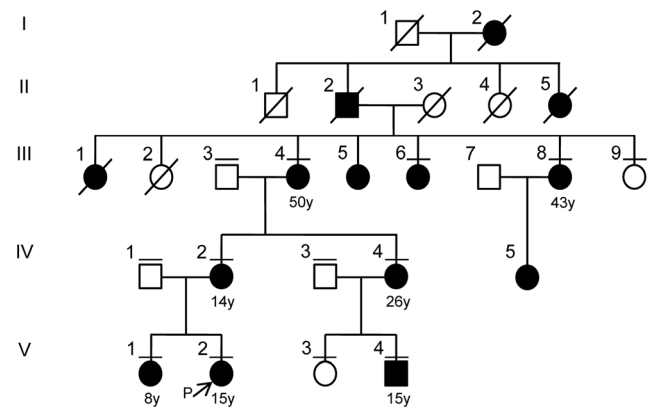 I 1 2
II 1 2 3 4 5
III 1 2 3 4 5 6 7 8 9
50y 43y
IV 1 2 3 4 5
14y 26y
V 1 2 3 4
P
8y 15y 15y